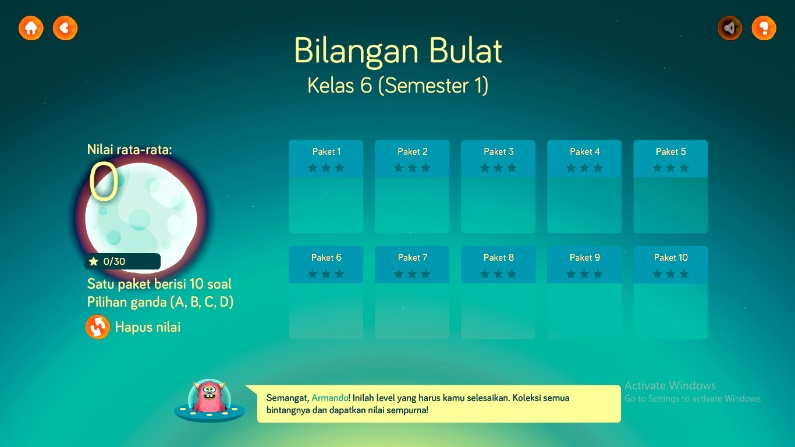 Bilangan Bulat
Kelas 6 (Semester 1)
Nilai rata-rata:
0
0/30
Satu paket berisi 10 soal
Pilihan ganda (A, B, C, D)
Hapus nilai
Paket 1
Paket 2
Paket 3
Paket 4
Paket 5
Paket 6
Paket 7
Paket 8
Paket 9
Paket 10
Semangat, Armando! Inilah level yang harus kamu selesaikan. Koleksi semua
bintangnya dan dapatkan nilai sempurna!
Activate Windows
Go to Settings to activate Windows.